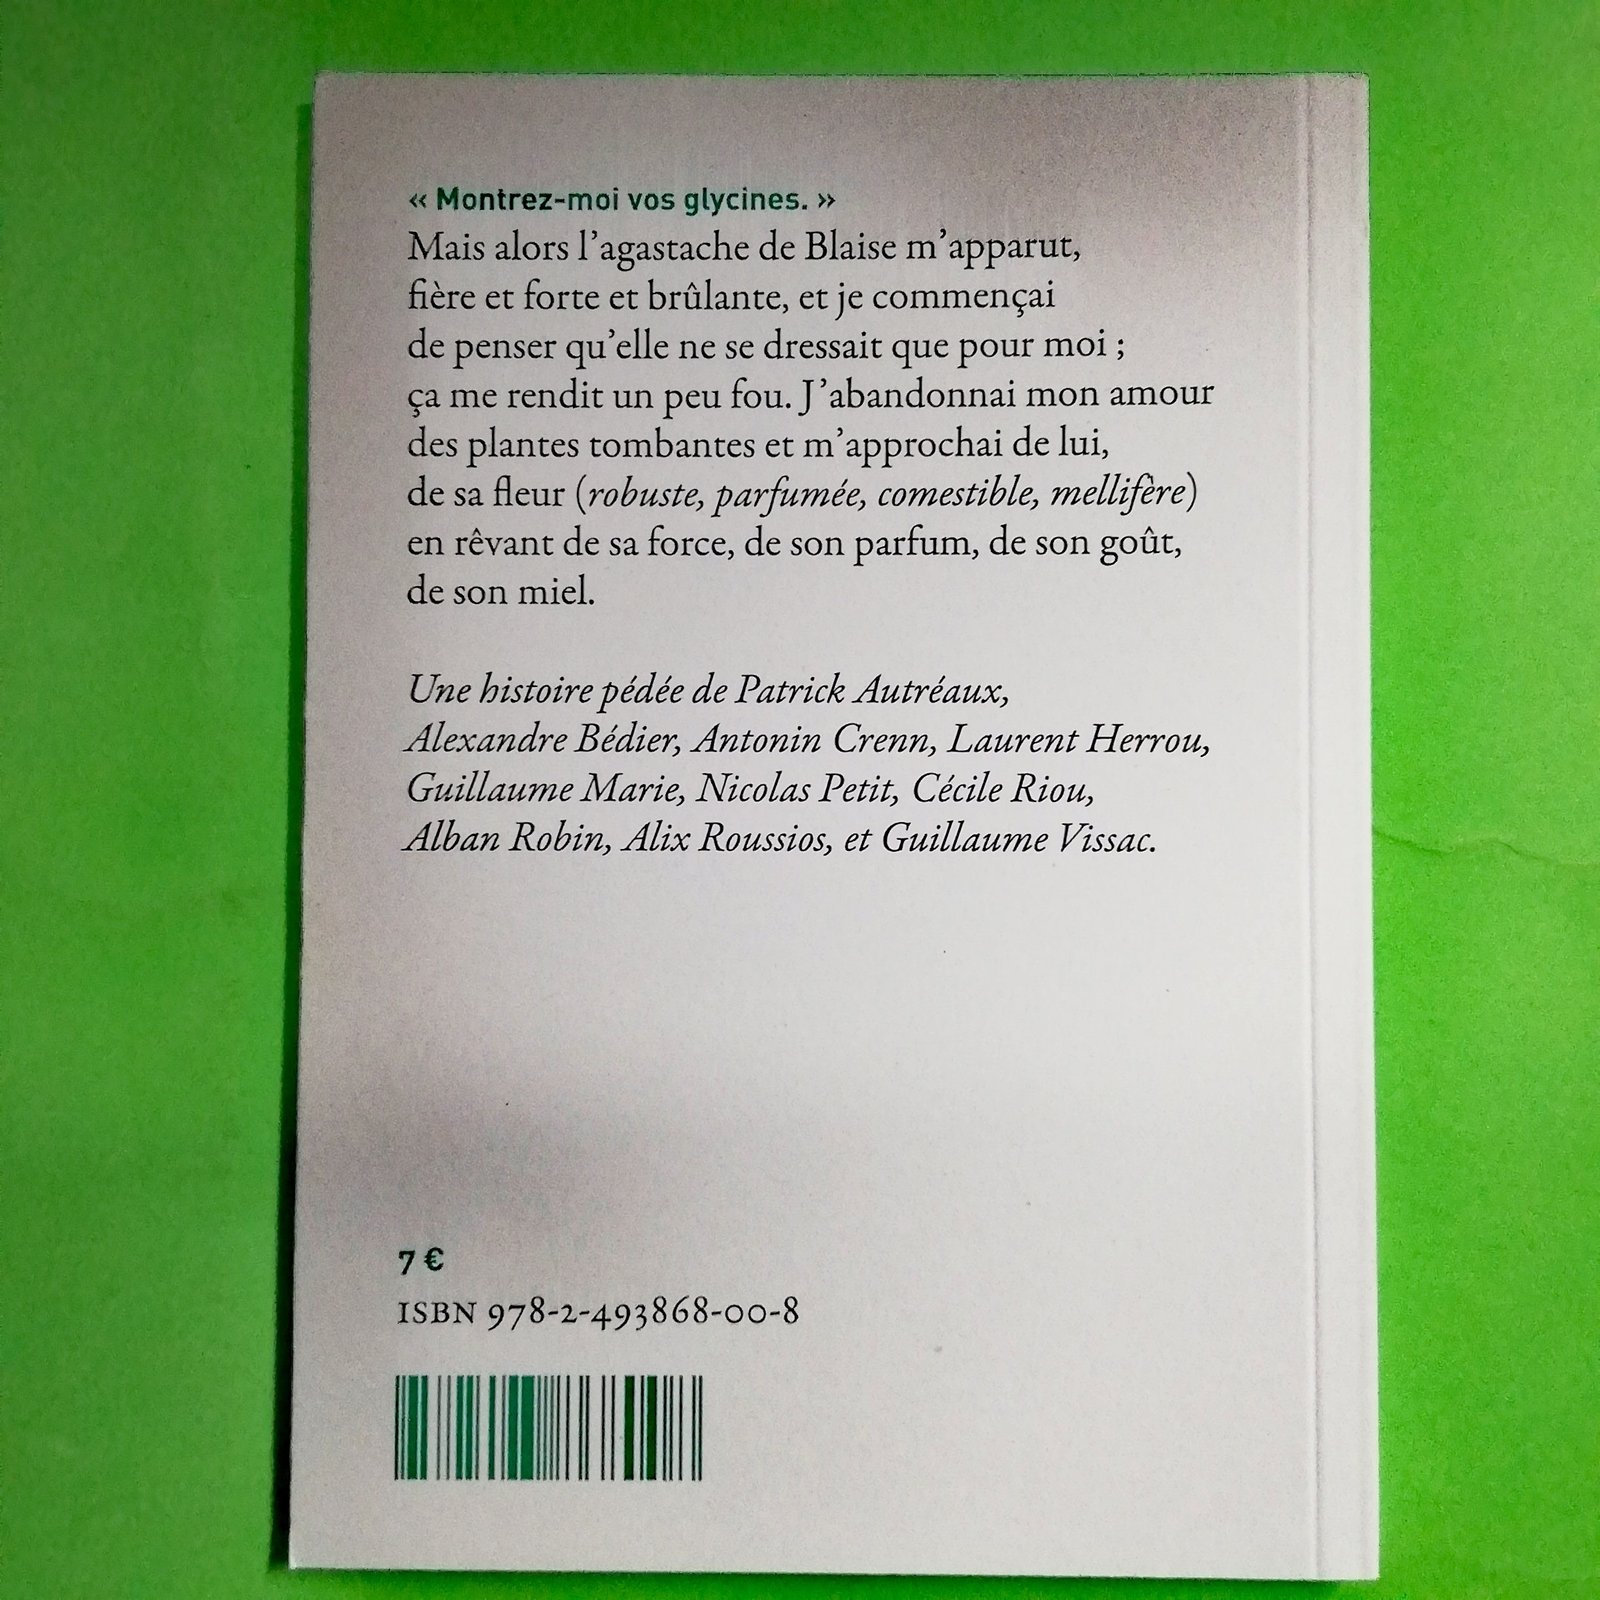 « Montrez-moi vos glycines. »
Mais alors l’agastache de Blaise m’apparut,
fière et forte et brûlante, et je commençai
de penser qu’elle ne se dressait que pour moi ;
ça me rendit un peu fou. J’abandonnai mon amour
des plantes tombantes et m’approchai de lui,
de sa fleur (robuste, parfumée, comestible, mellifère)
en rêvant de sa force, de son parfum, de son goût,
de son miel.
Une histoire pédée de Patrick Autréaux,
Alexandre Bédier, Antonin Crenn, Laurent Herrou,
Guillaume Marie, Nicolas Petit, Cécile Riou,
Alban Robin, Alix Roussios, et Guillaume Vissac.
7 €
ISBN 978-2-493868-00-8